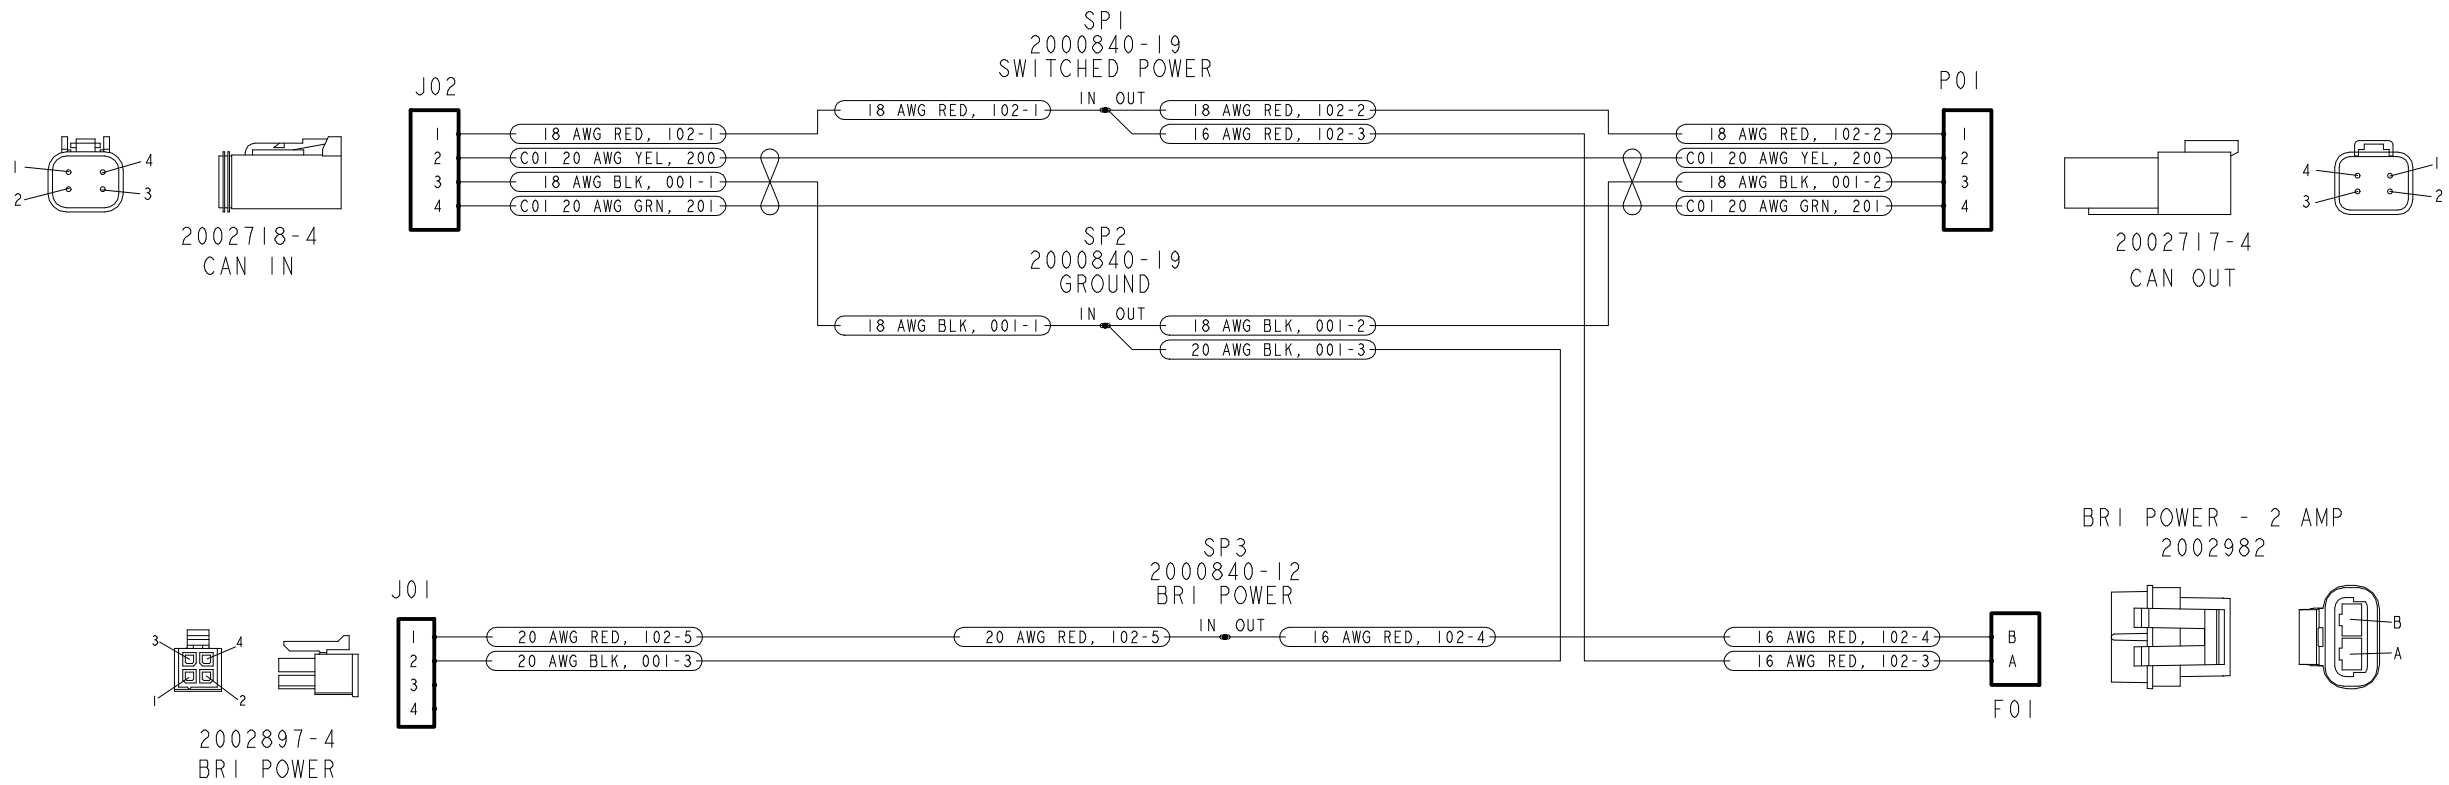 SP1
2000840-19
SWITCHED POWER
IN OUT
J02
P01
18 AWG RED, 102-1
18 AWG RED, 102-2
1
18 AWG RED, 102-1
16 AWG RED, 102-3
18 AWG RED, 102-2
1
2
C01 20 AWG YEL, 200
C01 20 AWG YEL, 200
2
3
18 AWG BLK, 001-1
18 AWG BLK, 001-2
3
4
C01 20 AWG GRN, 201
C01 20 AWG GRN, 201
4
1
4
2
3
2002718-4
CAN IN
4
1
3
2
2002717-4
CAN OUT
SP2
2000840-19
GROUND
IN OUT
18 AWG BLK, 001-1
18 AWG BLK, 001-2
20 AWG BLK, 001-3
BRI POWER - 2 AMP
2002982
SP3
2000840-12
BRI POWER
IN OUT
J01
1
20 AWG RED, 102-5
20 AWG RED, 102-5
16 AWG RED, 102-4
16 AWG RED, 102-4
B
2
20 AWG BLK, 001-3
16 AWG RED, 102-3
A
3
4
F01
3
4
1
2
B
A
2002897-4
BRI POWER